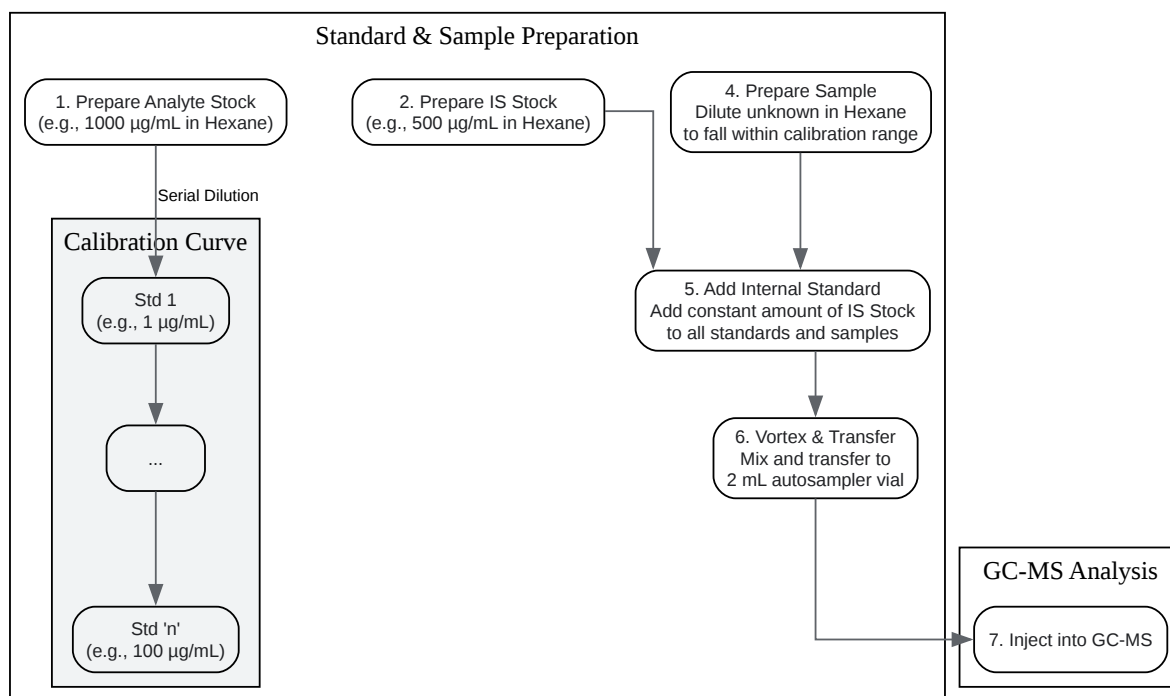 Standard & Sample Preparation
1. Prepare Analyte Stock
(e.g., 1000 µg/mL in Hexane)
2. Prepare IS Stock
(e.g., 500 µg/mL in Hexane)
4. Prepare Sample
Dilute unknown in Hexane
to fall within calibration range
Serial Dilution
Calibration Curve
Std 1
(e.g., 1 µg/mL)
5. Add Internal Standard
Add constant amount of IS Stock
to all standards and samples
...
6. Vortex & Transfer
Mix and transfer to
2 mL autosampler vial
Std 'n'
(e.g., 100 µg/mL)
GC-MS Analysis
7. Inject into GC-MS